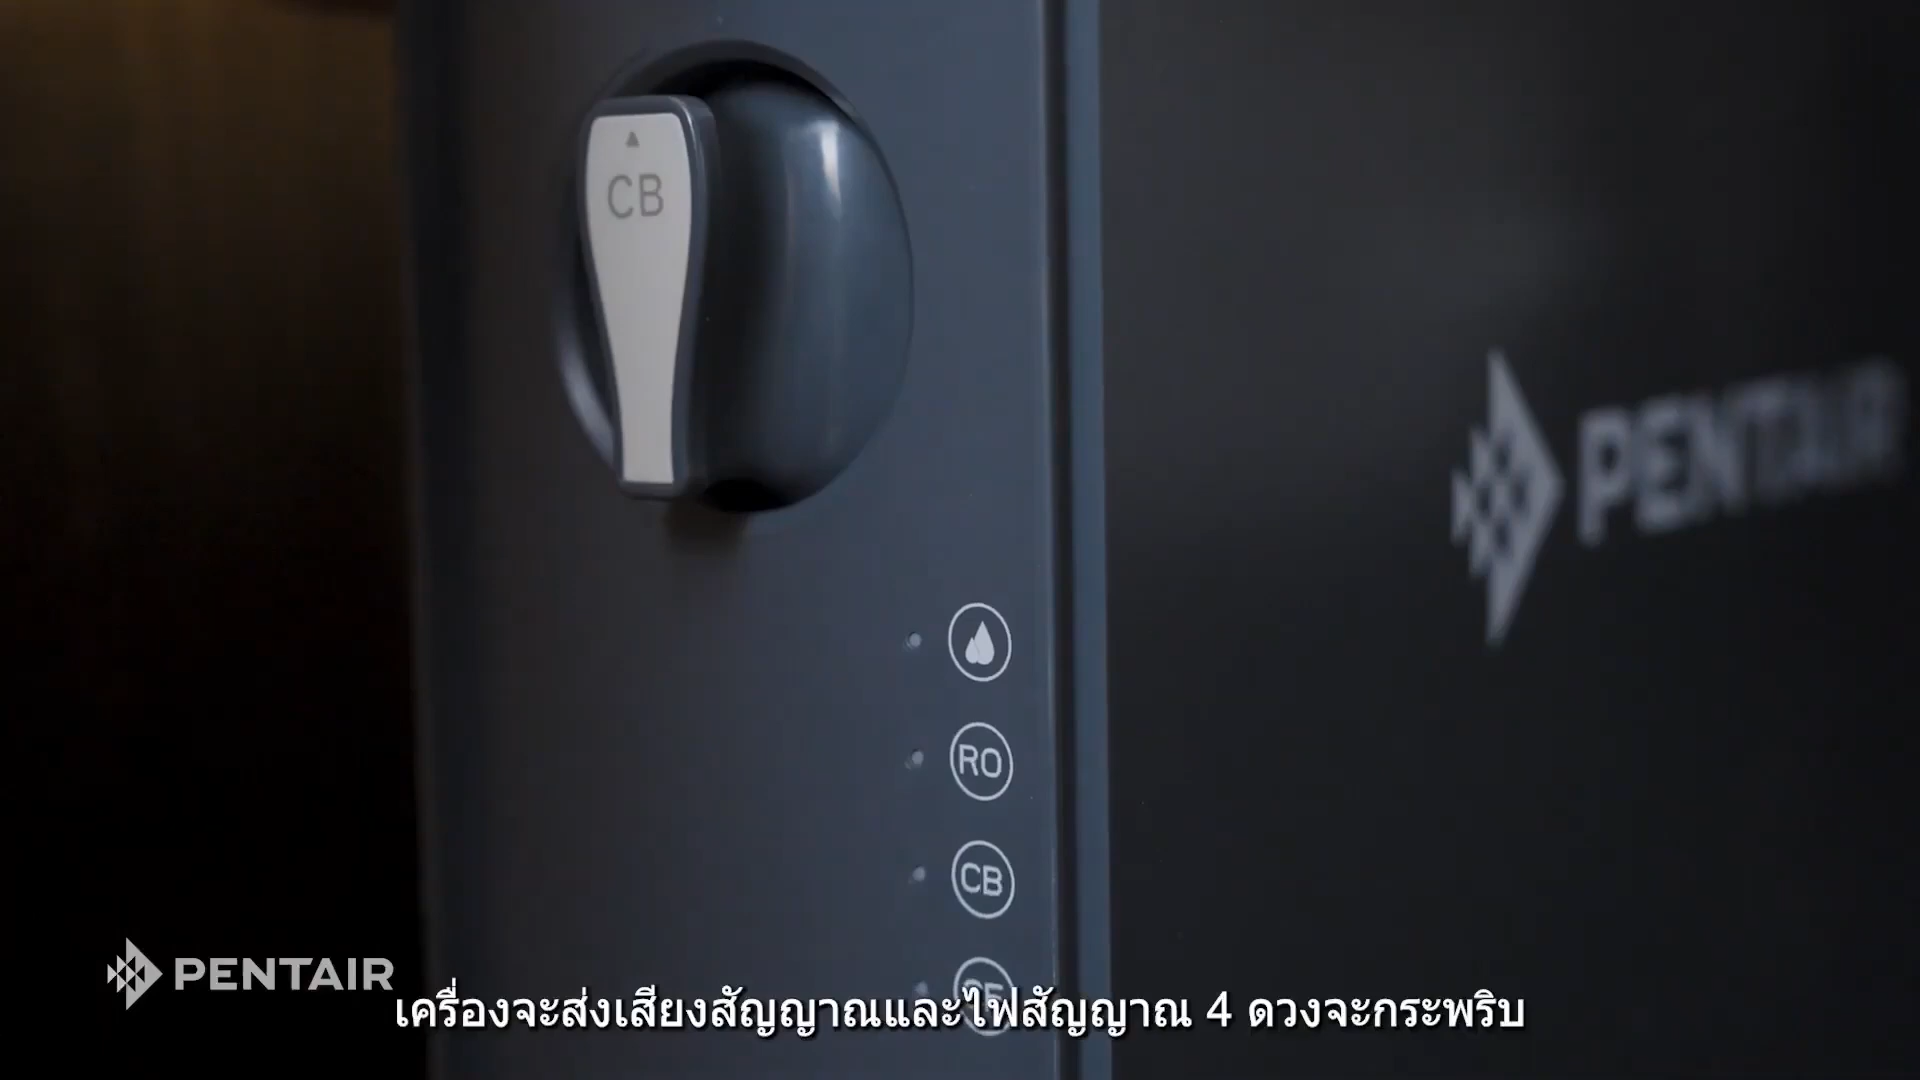 CB
PENTAIR
RO
CB
PENTAIR
เครื่องจะส่งเสียงสัญญาณและไฟสัญญาณ 4 ดวงจะกระพริบ